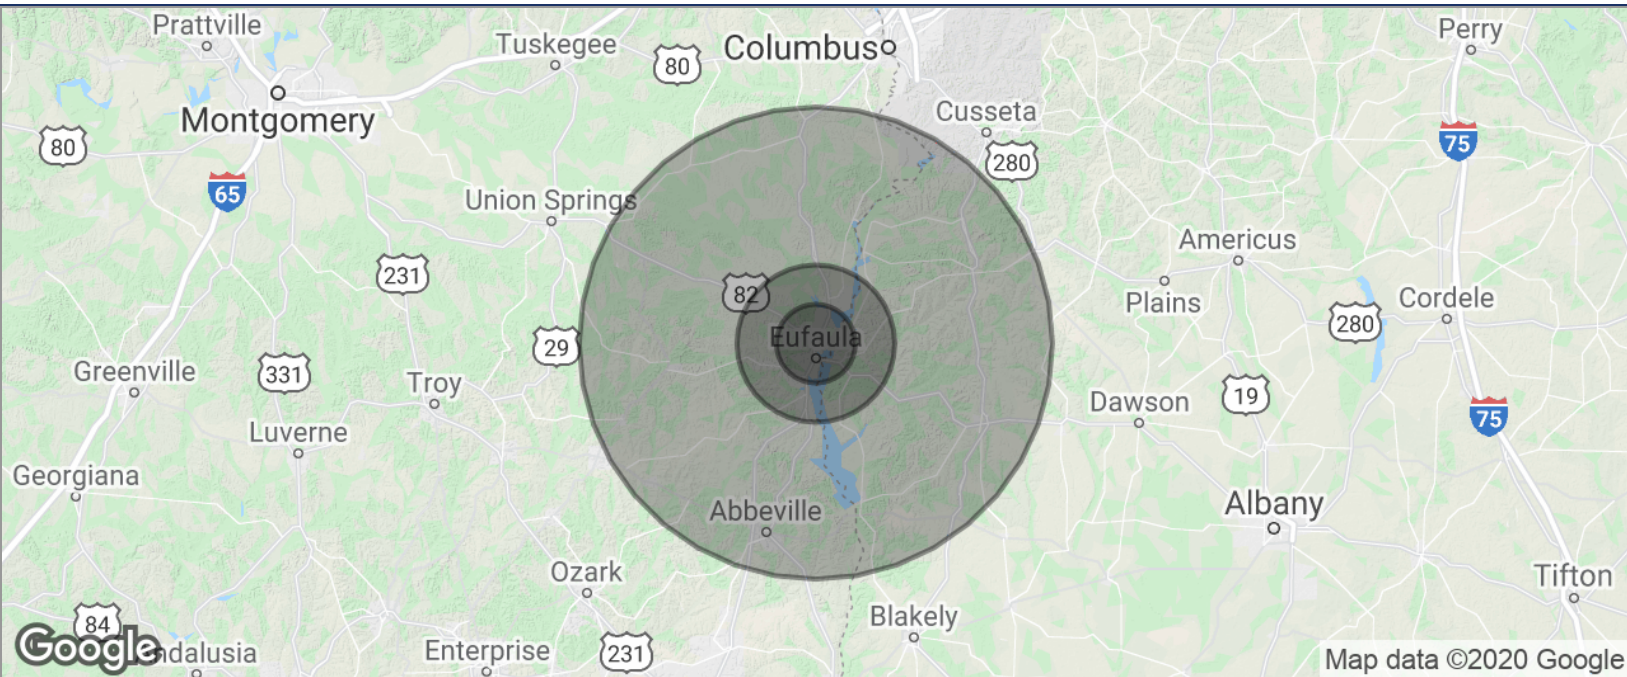 Prattville
Tuskegee
80
Columbus
Perry
Montgomery
Cusseta
80
280
75
65
Union Springs
231
Americus
82
Plains
Cordele
280
29
Eufaula
Greenville
331
Troy
19
Dawson
75
Luverne
Georgiana
Abbeville
Albany
Ozark
Tifton
84
Blakely
Google
ndalusia
Enterprise
231
Map data ©2020 Google